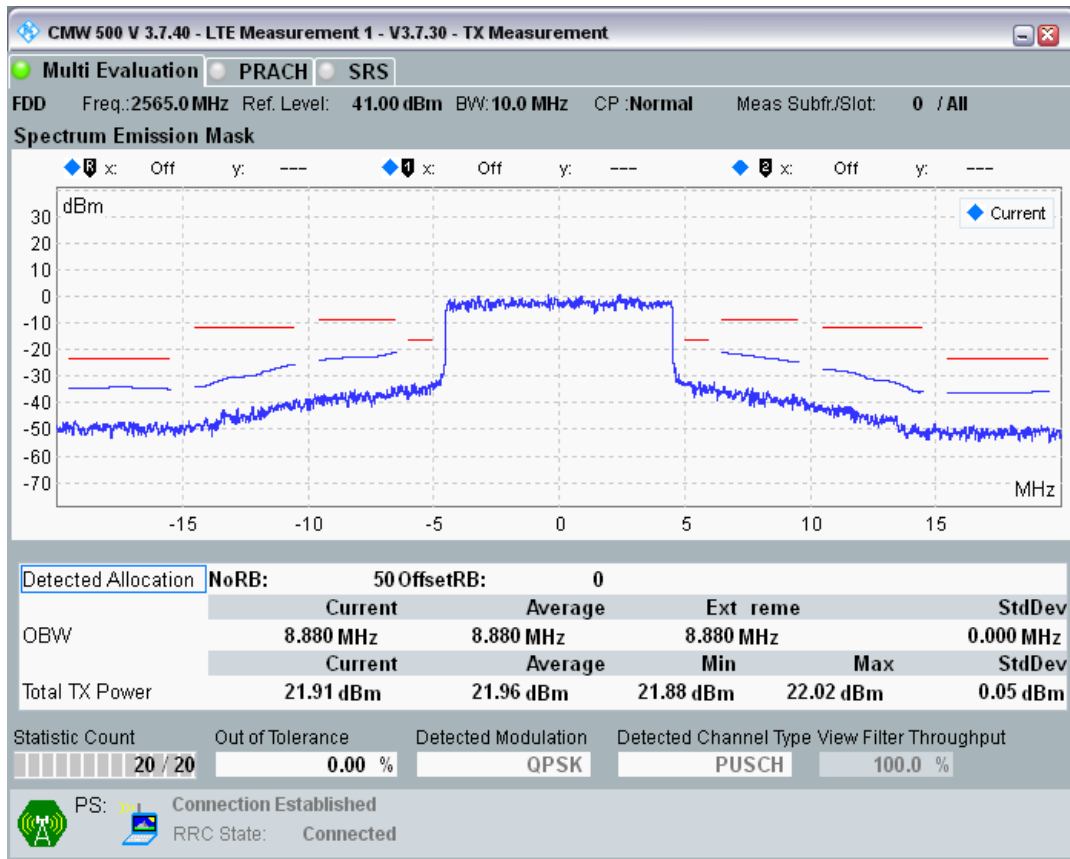 CMW 500 V 3.7.40 - LTE Measurement 1 - V3.7.30 - TX Measurement
Multi Evaluation PRACH SRS
FDD Freq.:2565.0 MHz Ref. Level: 41.00 dBm BW:10.0 MHz CP :Normal Meas Subfr./Slot: 0 / All
Spectrum Emission Mask
R x: Off y: --- 1 x: Off y: --- 2 x: Off y: ---
dBm
Current
30
20
10
0
-10
-20
-30
-40
-50
-60
-70
MHz
-15 -10 -5 0 5 10 15
Detected Allocation NoRB: 50 OffsetRB: 0
Current Average Ext reme StdDev
OBW 8.880 MHz 8.880 MHz 8.880 MHz 0.000 MHz
Current Average Min Max StdDev
Total TX Power 21.91 dBm 21.96 dBm 21.88 dBm 22.02 dBm 0.05 dBm
Statistic Count Out of Tolerance Detected Modulation Detected Channel Type View Filter Throughput
20 / 20 0.00 % QPSK PUSCH 100.0 %
PS: Connection Established
RRC State: Connected